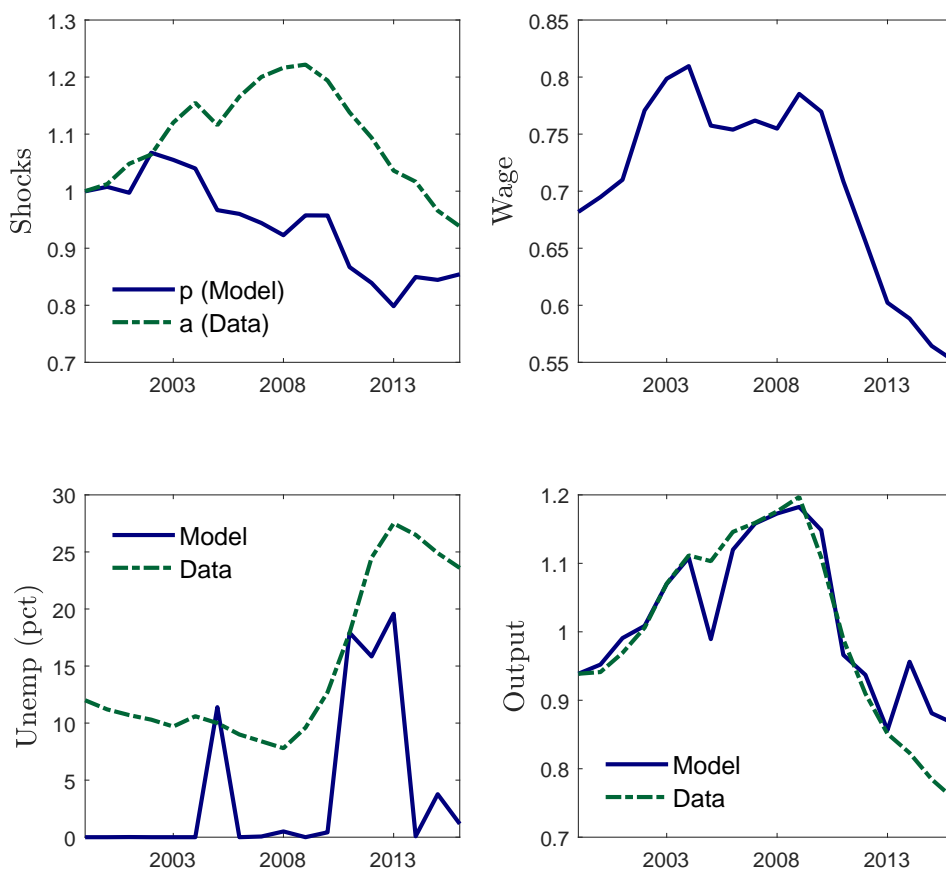 Shocks
1.3
1.2
1.1
1
0.9
0.8
0.7
p (Model)
a (Data)
2003 2008 2013
Wage
0.85
0.8
0.75
0.7
0.65
0.6
0.55
2003 2008 2013
Unemp (pct)
30
25
20
15
10
5
0
Model
Data
2003 2008 2013
Output
1.2
1.1
1
0.9
0.8
0.7
Model
Data
2003 2008 2013